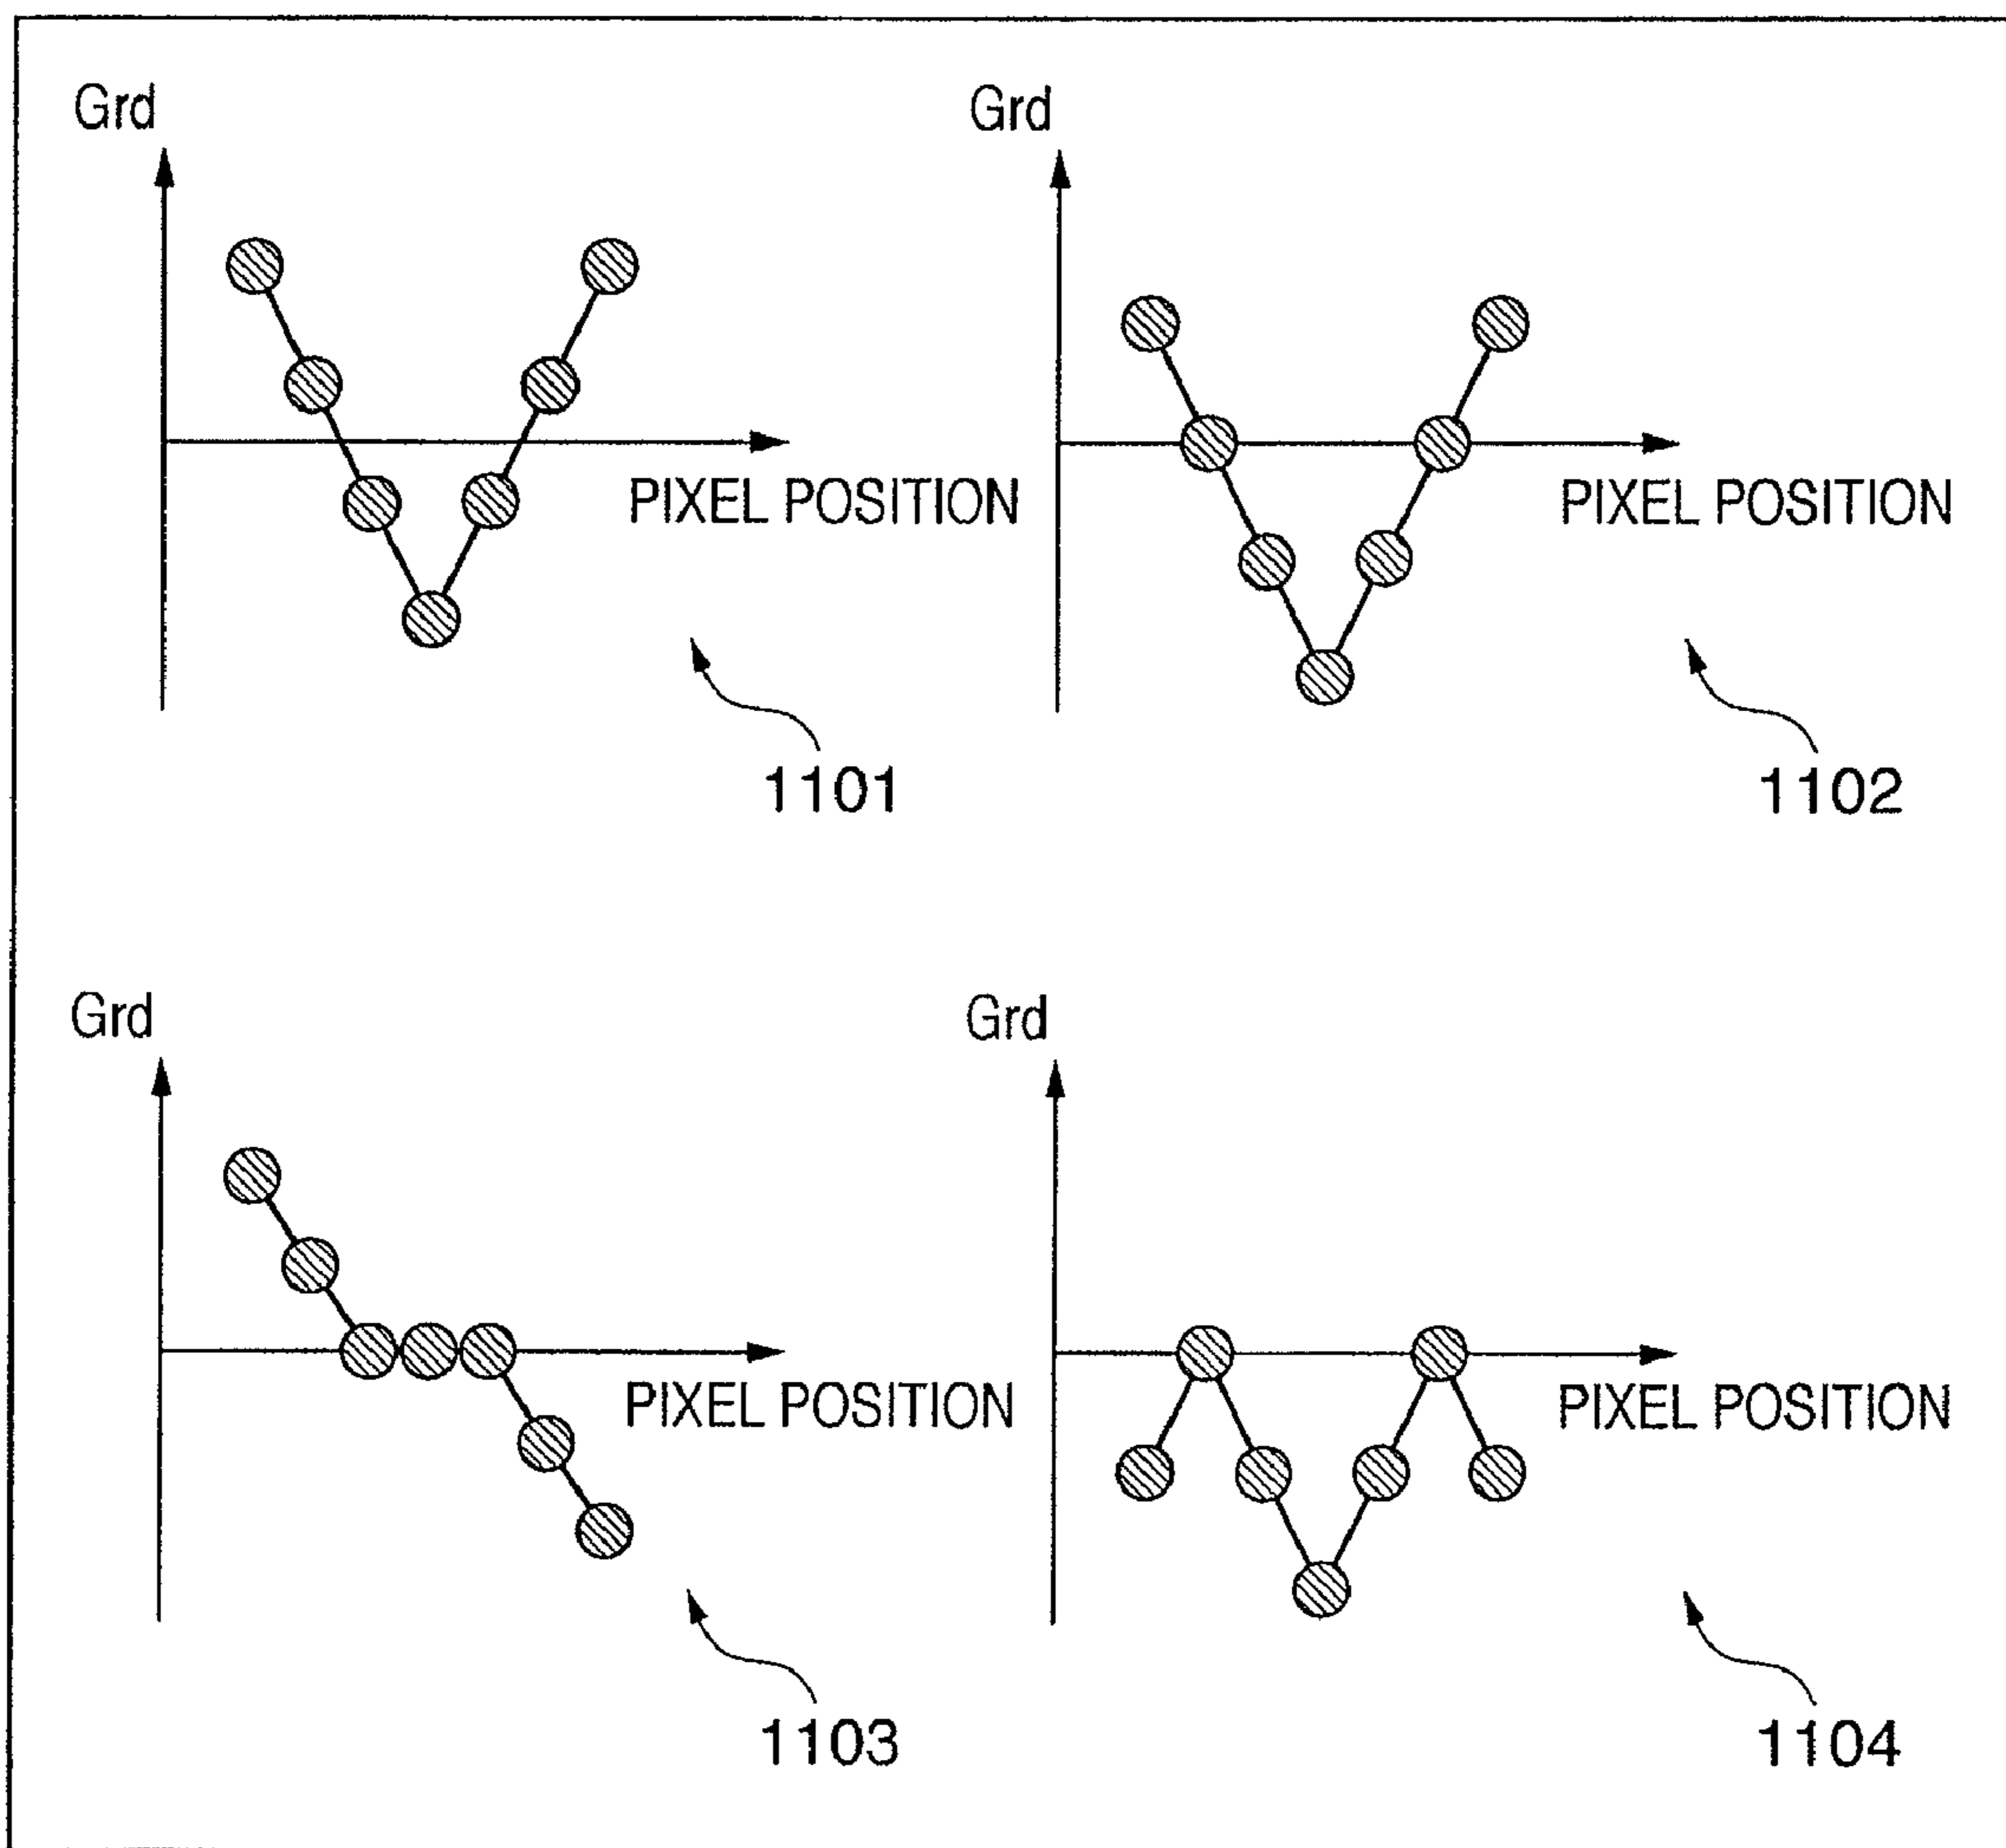 Grd
PIXEL POSITION
1101
Grd
PIXEL POSITION
1102
Grd
PIXEL POSITION
1103
Grd
PIXEL POSITION
1104